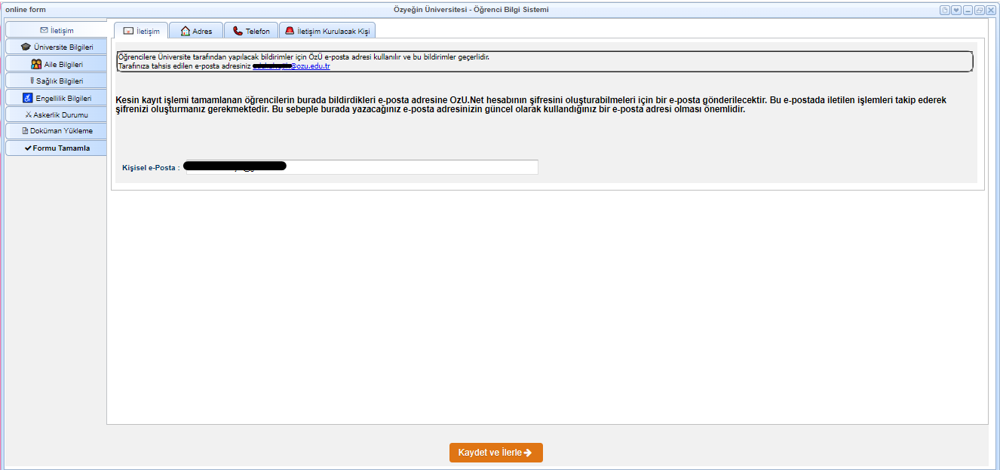 online form
Özyeğin Üniversitesi - Öğrenci Bilgi Sistemi
İletişim
Üniversite Bilgileri
Aile Bilgileri
Sağlık Bilgileri
Engellilik Bilgileri
Askerlik Durumu
Doküman Yükleme
Formu Tamamla
İletişim
Adres
Telefon
İletişim Kurulacak Kişi
Öğrencilere Üniversite tarafından yapılacak bildirimler için ÖzÜ e-posta adresi kullanılır ve bu bildirimler geçerlidir.
Tarafınıza tahsis edilen e-posta adresiniz @ozu.edu.tr
Kesin kayıt işlemi tamamlanan öğrencilerin burada bildirdikleri e-posta adresine OzU.Net hesabının şifresini oluşturabilmeleri için bir e-posta gönderilecektir. Bu e-postada iletilen işlemleri takip ederek
şifrenizi oluşturmanız gerekmektedir. Bu sebeple burada yazacağınız e-posta adresinizin güncel olarak kullandığınız bir e-posta adresi olması önemlidir.
Kişisel e-Posta :
Kaydet ve İlerle